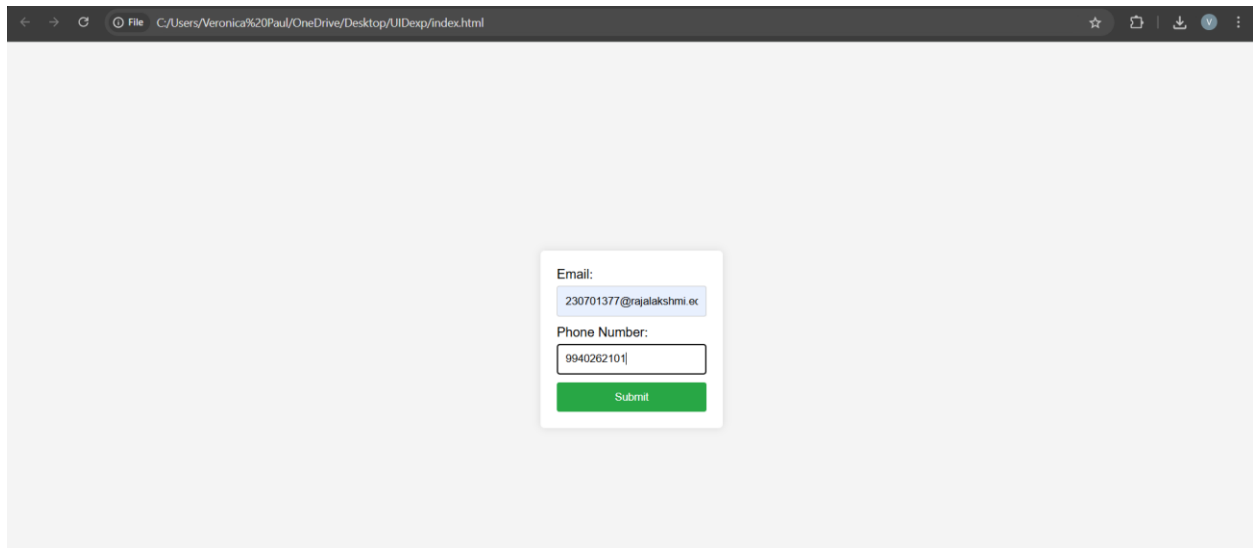 File C:/Users/Veronica%20Paul/OneDrive/Desktop/UIDexp/index.html V
Email:
230701377@rajalakshmi.ec
Phone Number:
9940262101
Submit